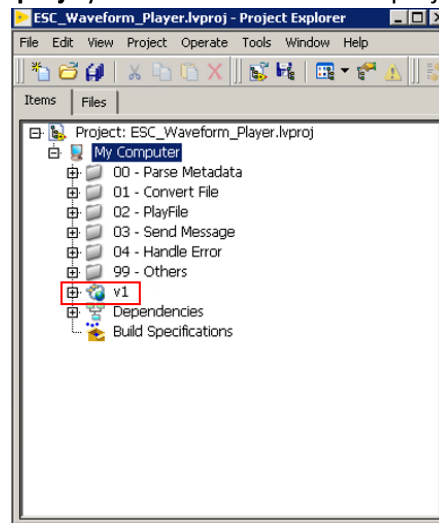 ESC_Waveform_Player.lvproj - Project Explorer
File Edit View Project Operate Tools Window Help
Items Files
Project: ESC_Waveform_Player.lvproj
My Computer
00 - Parse Metadata
01 - Convert File
02 - PlayFile
03 - Send Message
04 - Handle Error
99 - Others
v1
Dependencies
Build Specifications